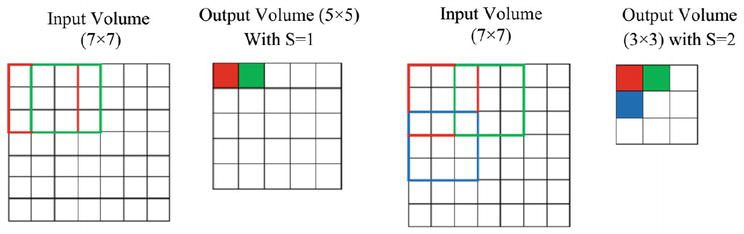 Input Volume
(7×7)
Output Volume (5×5)
With S=1
Input Volume
(7×7)
Output Volume
(3×3) with S=2